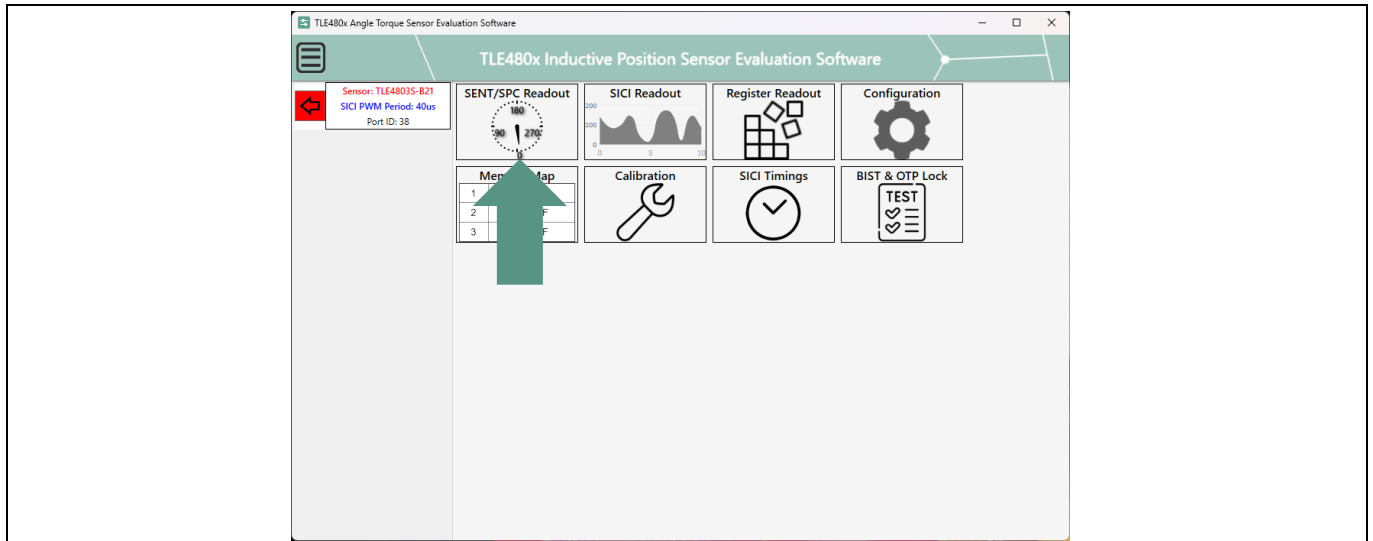 TLE480x Angle Torque Sensor Evaluation Software
TLE480x Inductive Position Sensor Evaluation Software
Sensor: TLE4803S-B21
SICI PWM Period: 40us
Port ID: 38
SENT/SPC Readout
180
90
270
0
SICI Readout
200
100
0
0 5 10
Register Readout
Configuration
Map
1
2 F
3 F
Calibration
SICI Timings
BIST & OTP Lock
TEST